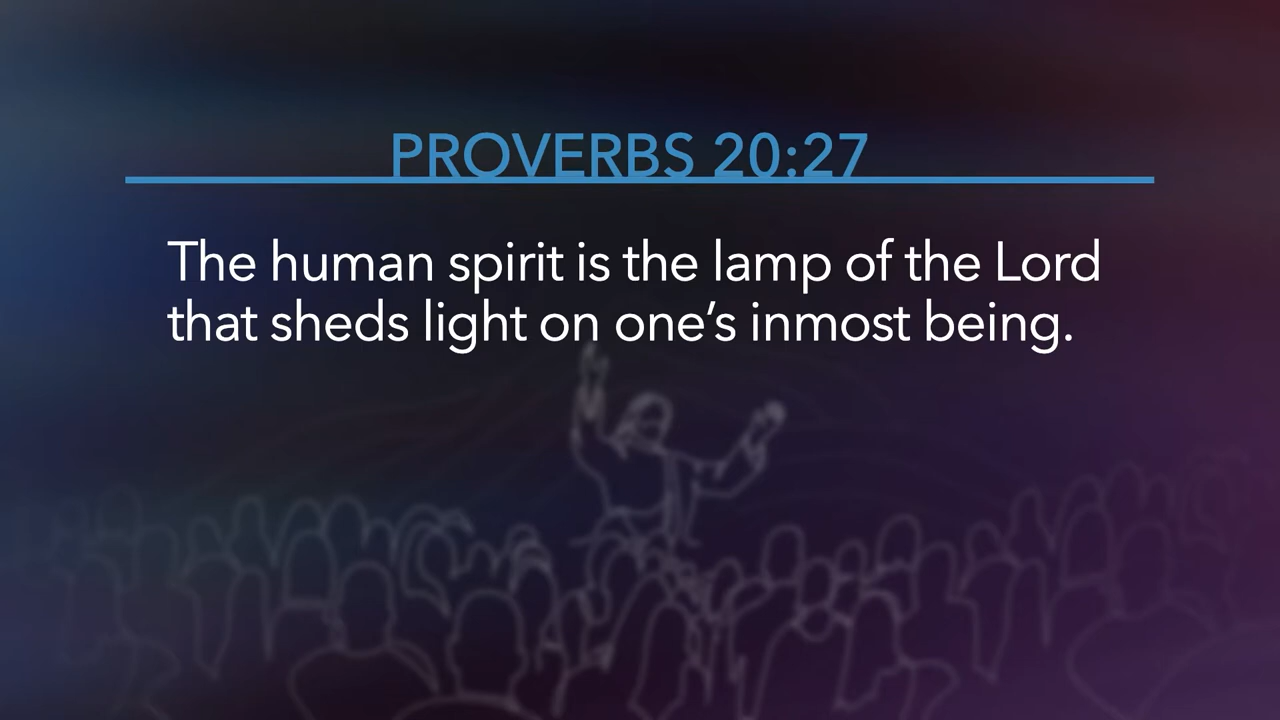 PROVERBS 20:27
The human spirit is the lamp of the Lord
that sheds light on one’s inmost being.